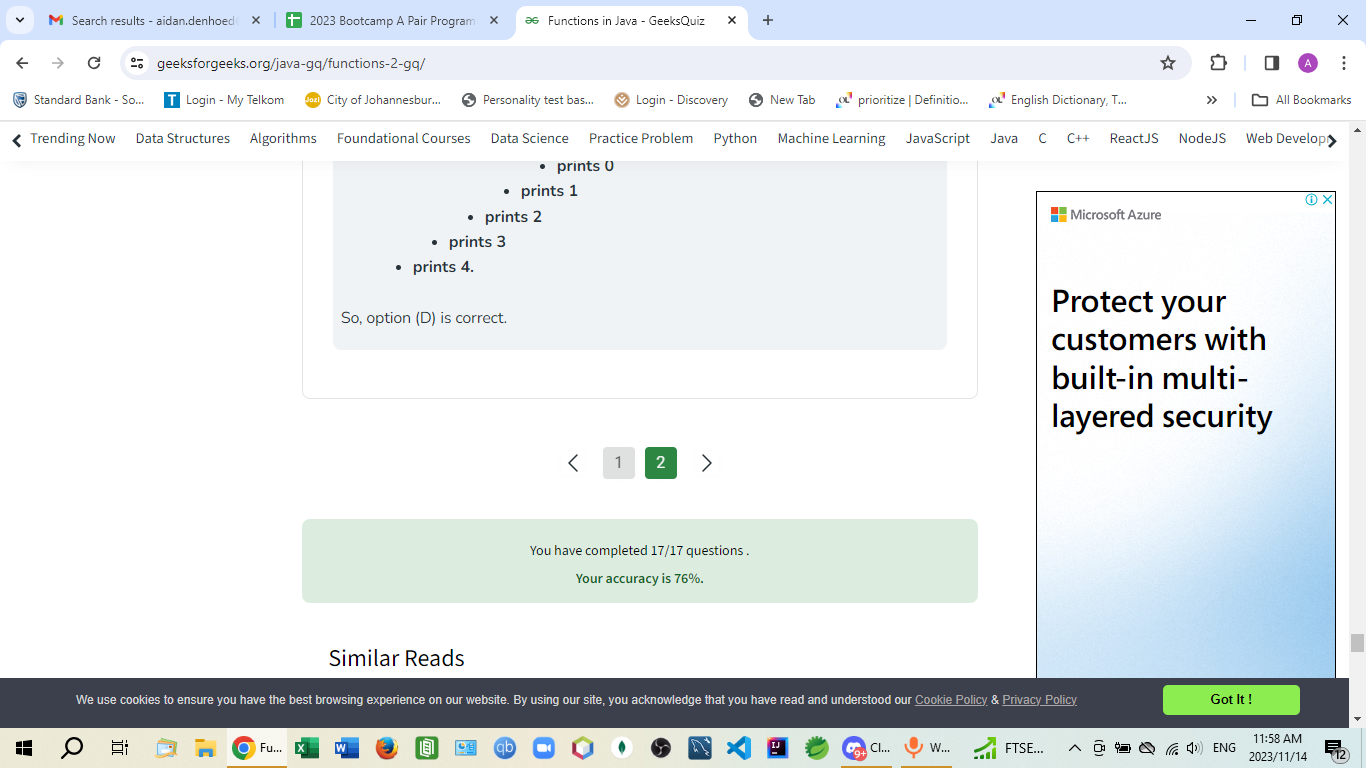 Search results - aidan.denhoed
2023 Bootcamp A Pair Program
Functions in Java - GeeksQuiz
geeksforgeeks.org/java-gq/functions-2-gq/
A
Standard Bank - So...
Login - My Telkom
City of Johannesbur...
Personality test bas...
Login - Discovery
New Tab
prioritize | Definitio...
English Dictionary, T...
All Bookmarks
Trending Now
Data Structures
Algorithms
Foundational Courses
Data Science
Practice Problem
Python
Machine Learning
JavaScript
Java
C
C++
ReactJS
NodeJS
Web Develop
• prints 0
• prints 1
• prints 2
• prints 3
• prints 4.
So, option (D) is correct.
1
2
You have completed 17/17 questions .
Your accuracy is 76%.
Similar Reads
Microsoft Azure
Protect your
customers with
built-in multi-
layered security
We use cookies to ensure you have the best browsing experience on our website. By using our site, you acknowledge that you have read and understood our Cookie Policy & Privacy Policy
Got It !
Fu...
Cl...
W...
FTSE...
ENG
11:58 AM
2023/11/14
12